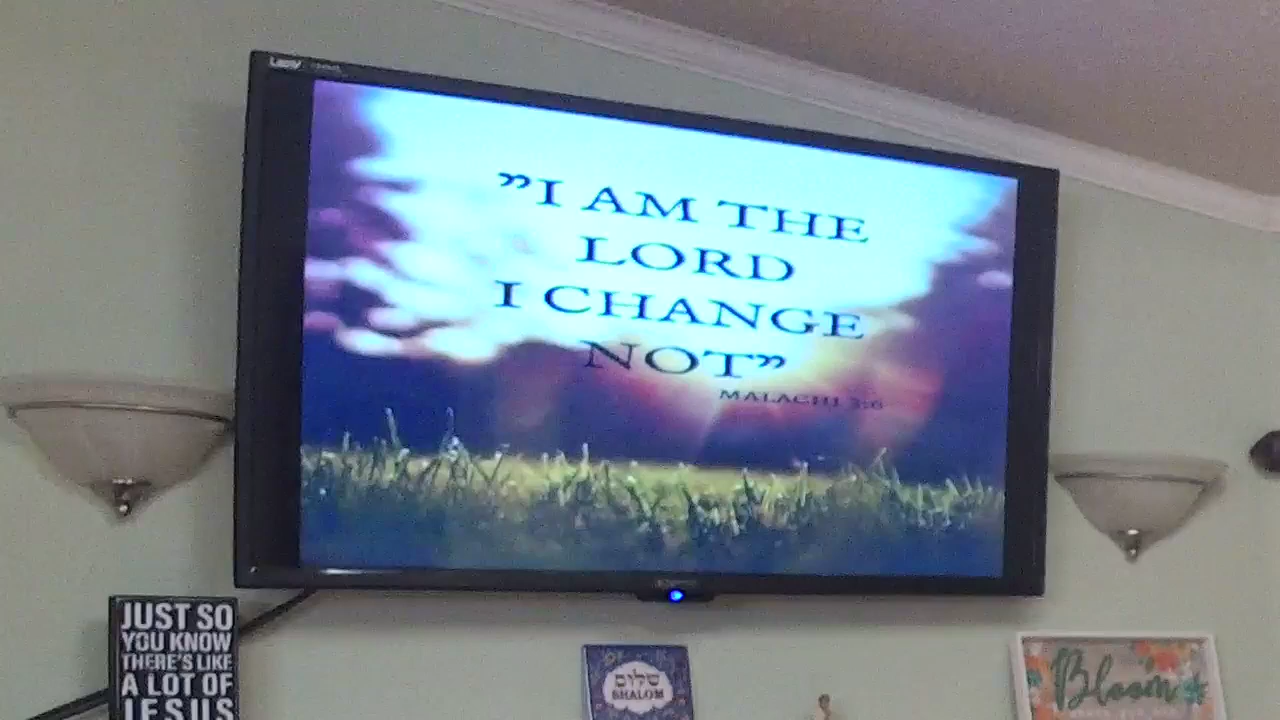 ”I AM THE
LORD
I CHANGE
NOT”
MALACHI 3:6
JUST SO
YOU KNOW
THERE'S LIKE
A LOT OF
JESUS
שלום
SHALOM
Bloom